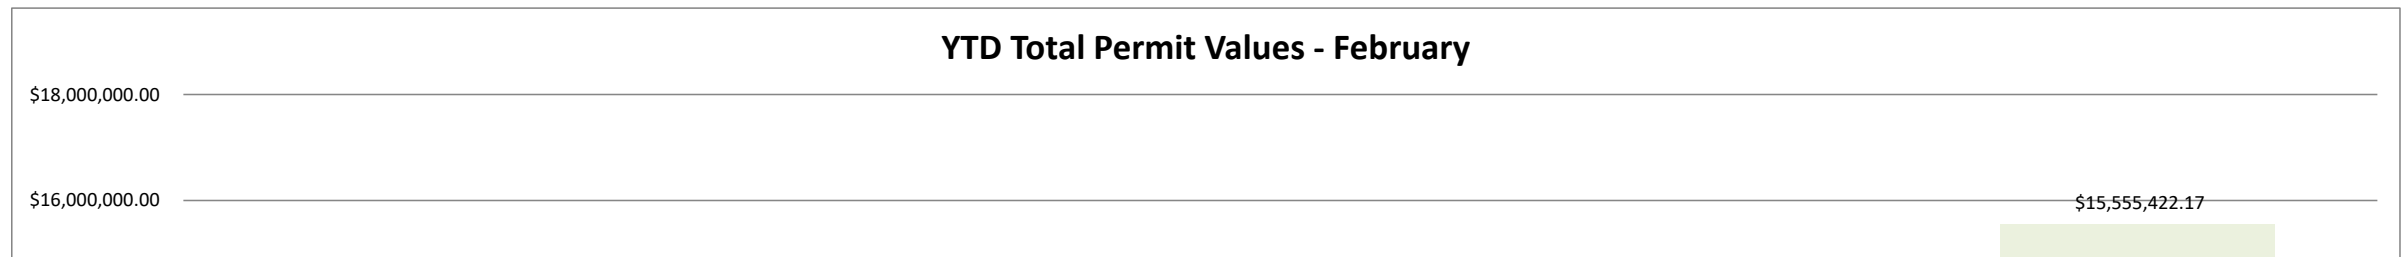 YTD Total Permit Values - February
$18,000,000.00
$16,000,000.00
$15,555,422.17